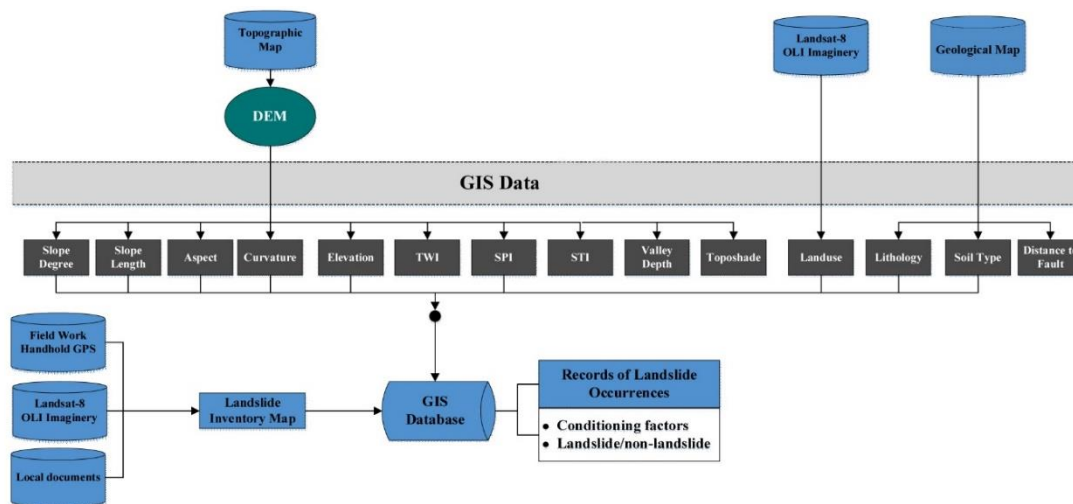 Topographic
Map
Landsat-8
OLI Imaginery
Geological Map
DEM
GIS Data
Slope
Degree
Slope
Length
Aspect
Curvature
Elevation
TWI
SPI
STI
Valley
Depth
Toposhade
Landuse
Lithology
Soil Type
Distance to
Fault
Field Work
Handhold GPS
Landsat-8
OLI Imaginery
Local documents
Landslide
Inventory Map
GIS
Database
Records of Landslide
Occurrences
● Conditioning factors
● Landslide/non-landslide